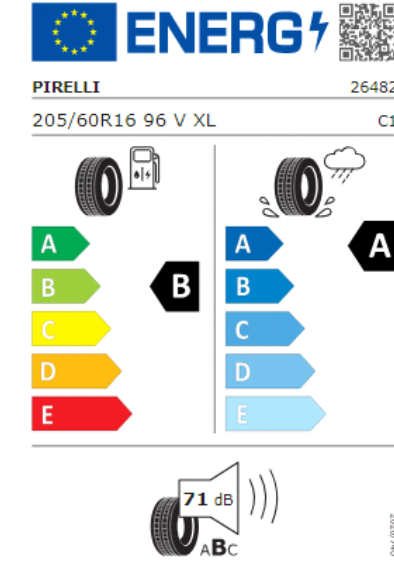 ENERG
PIRELLI 26482
205/60R16 96 V XL C1
A A A
B B B
C C
D D
E E
71 dB
ABC